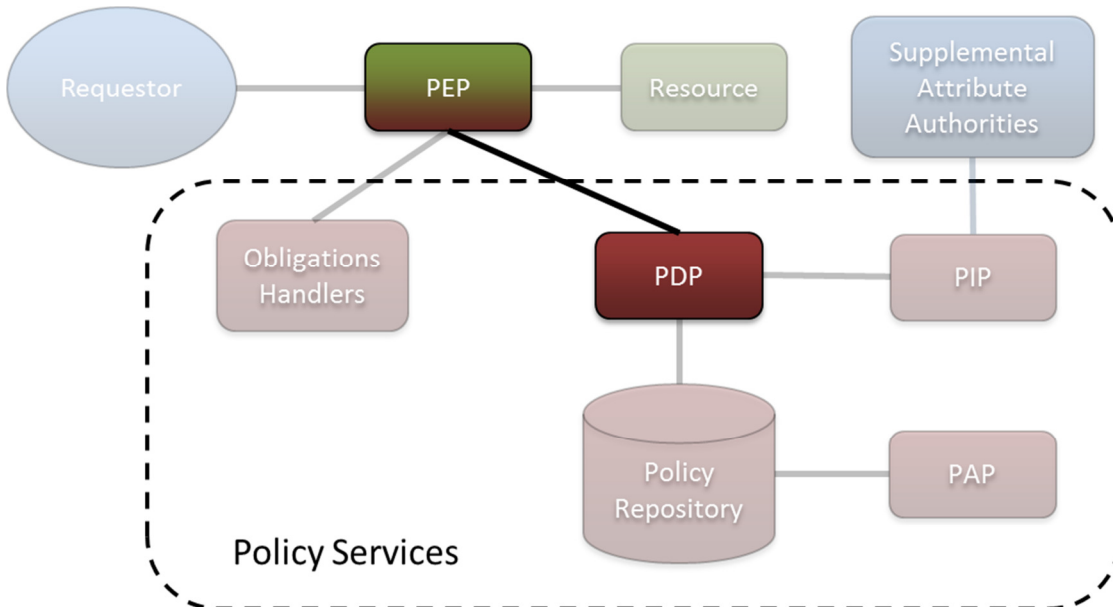 Requestor
PEP
Resource
Supplemental
Attribute
Authorities
Obligations
Handlers
PDP
PIP
Policy
Repository
PAP
Policy Services